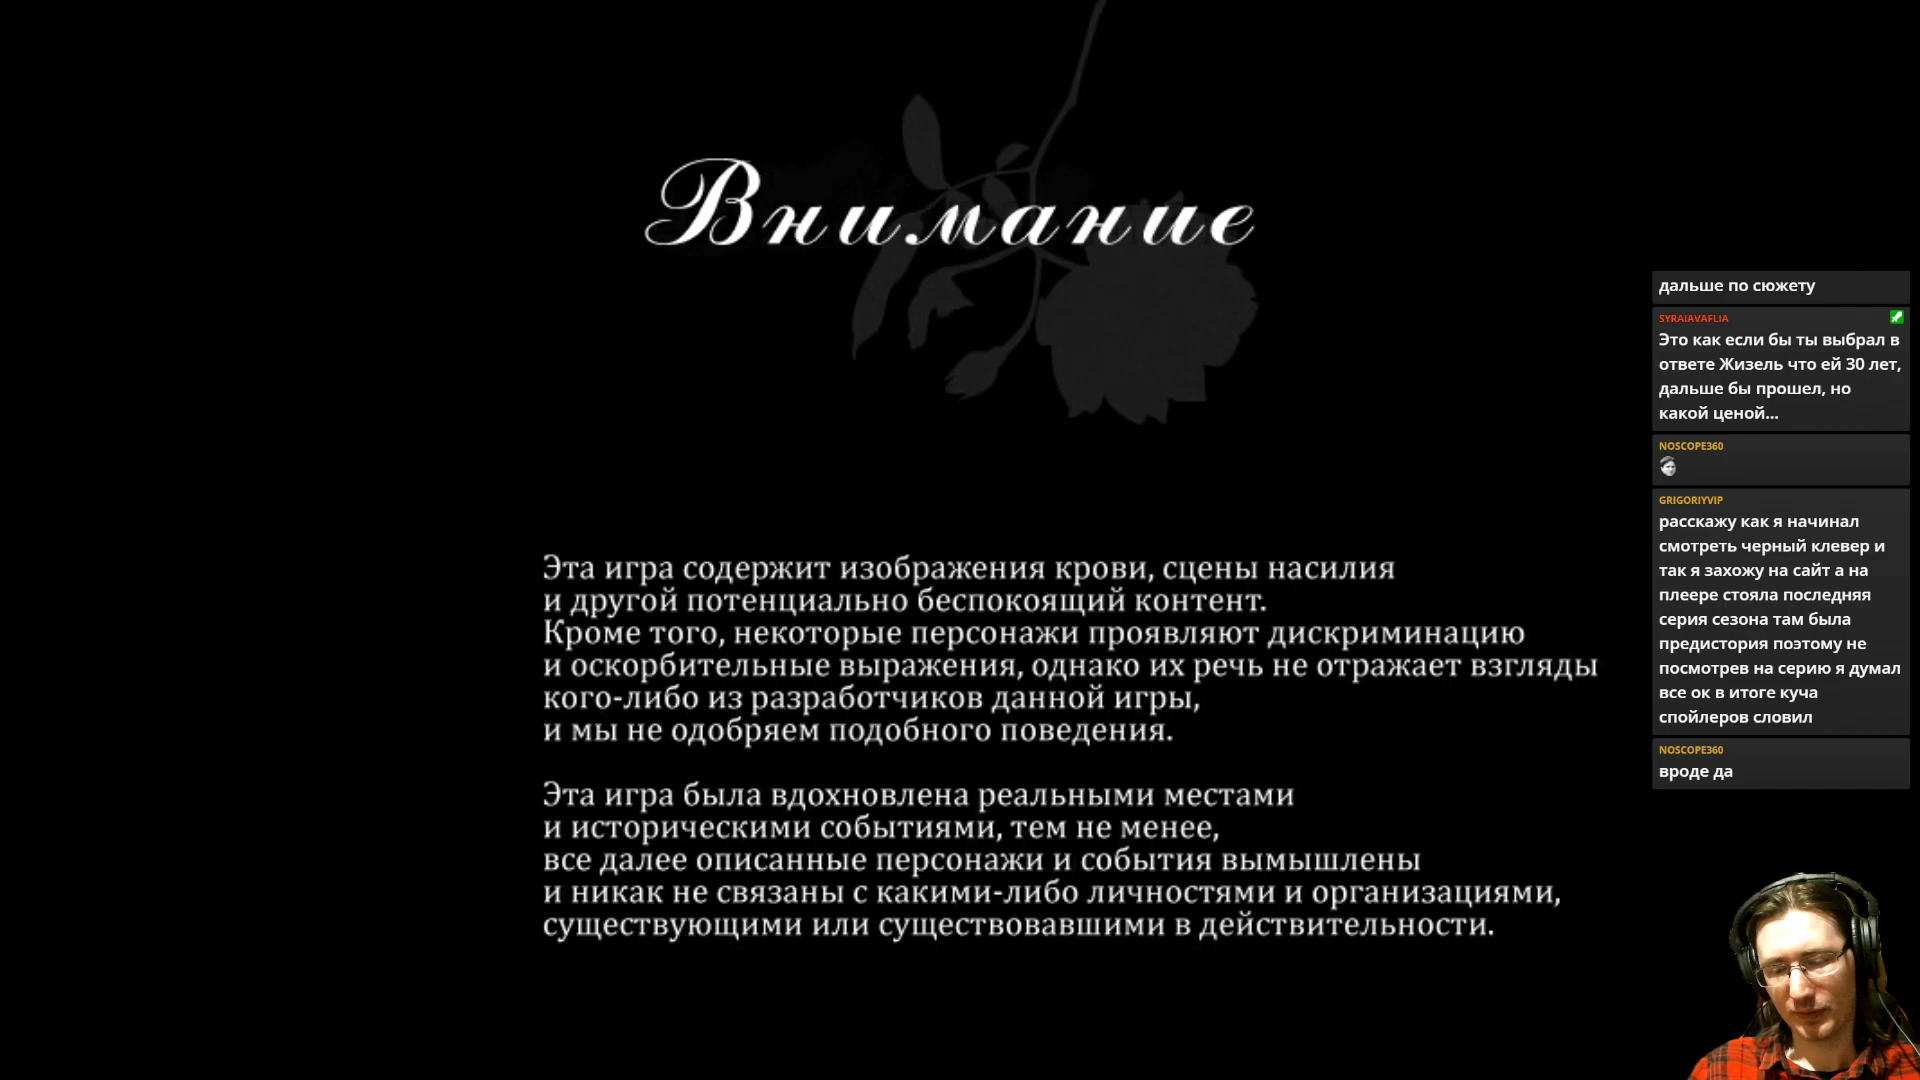 Внимание
Эта игра содержит изображения крови, сцены насилия
и другой потенциально беспокоящий контент.
Кроме того, некоторые персонажи проявляют дискриминацию
и оскорбительные выражения, однако их речь не отражает взгляды
кого-либо из разработчиков данной игры,
и мы не одобряем подобного поведения.
Эта игра была вдохновлена реальными местами
и историческими событиями, тем не менее,
все далее описанные персонажи и события вымышлены
и никак не связаны с какими-либо личностями и организациями,
существующими или существовавшими в действительности.
дальше по сюжету
SYRAIAVAFLIA
Это как если бы ты выбрал в
ответе Жизель что ей 30 лет,
дальше бы прошел, но
какой ценой...
NOSCOPE360
GRIGORIYVIP
расскажу как я начинал
смотреть черный клевер и
так я захожу на сайт а на
плеере стояла последняя
серия сезона там была
предистория поэтому не
посмотрев на серию я думал
все ок в итоге куча
спойлеров словил
NOSCOPE360
вроде да